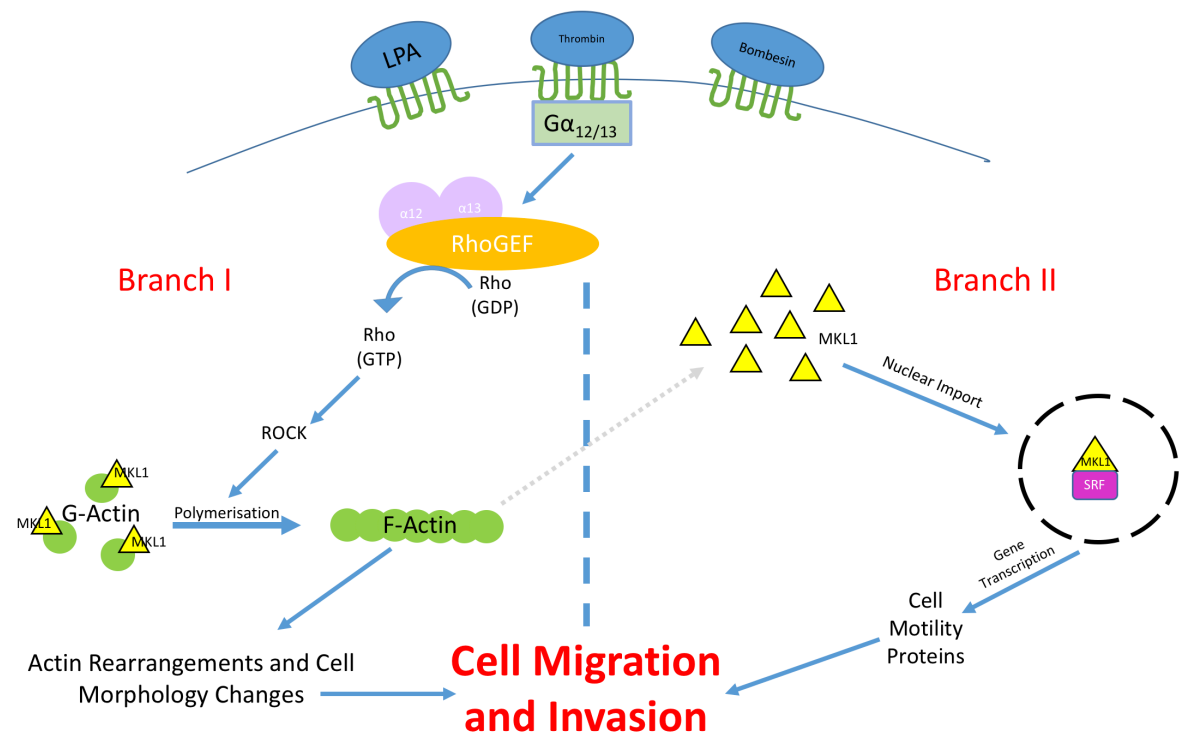 LPA
Thrombin
Bombesin
Gα12/13
α12
α13
RhoGEF
Branch I
Branch II
Rho
(GDP)
Rho
(GTP)
MKL1
Nuclear Import
ROCK
MKL1
SRF
MKL1
G-Actin
MKL1
MKL1
Polymerisation
F-Actin
Gene
Transcription
Cell
Motility
Proteins
Actin Rearrangements and Cell
Morphology Changes
Cell Migration
and Invasion